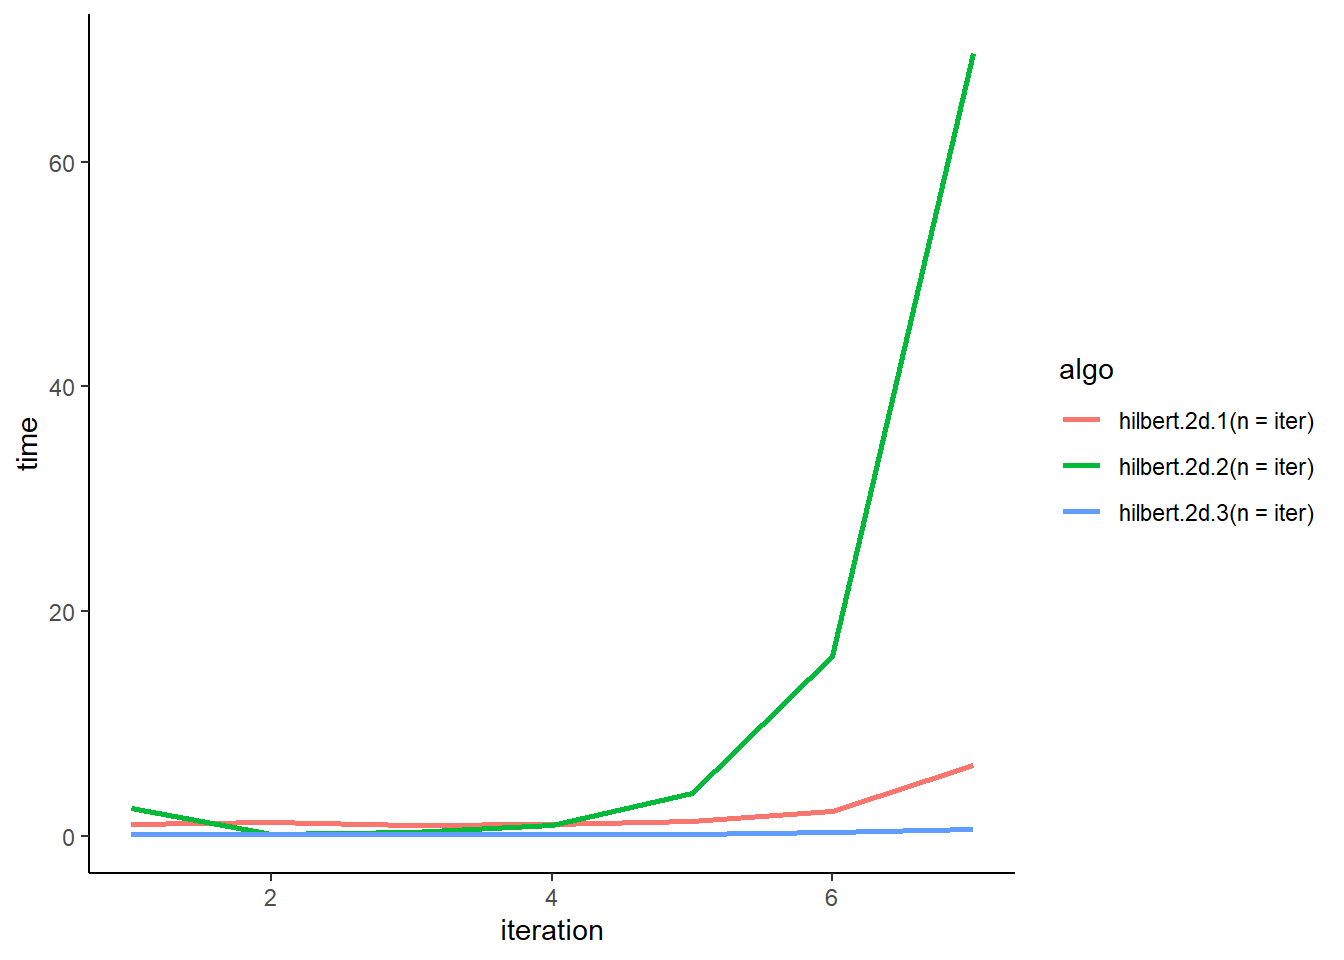 60
40
20
0
time
2
4
6
iteration
algo
hilbert.2d.1(n = iter)
hilbert.2d.2(n = iter)
hilbert.2d.3(n = iter)